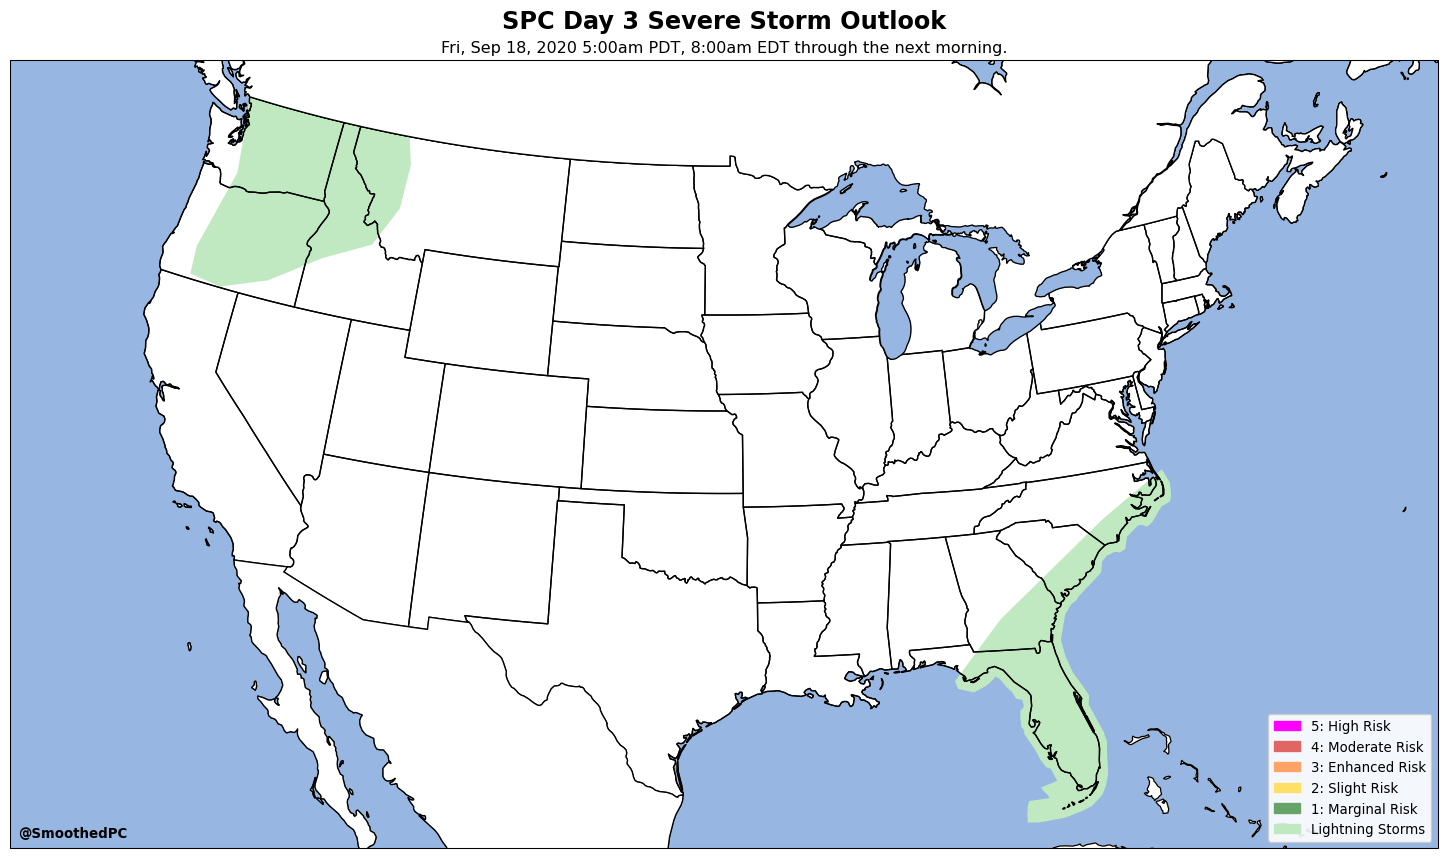 SPC Day 3 Severe Storm Outlook
Fri, Sep 18, 2020 5:00am PDT, 8:00am EDT through the next morning.
5: High Risk
4: Moderate Risk
3: Enhanced Risk
2: Slight Risk
1: Marginal Risk
Lightning Storms
@SmoothedPC